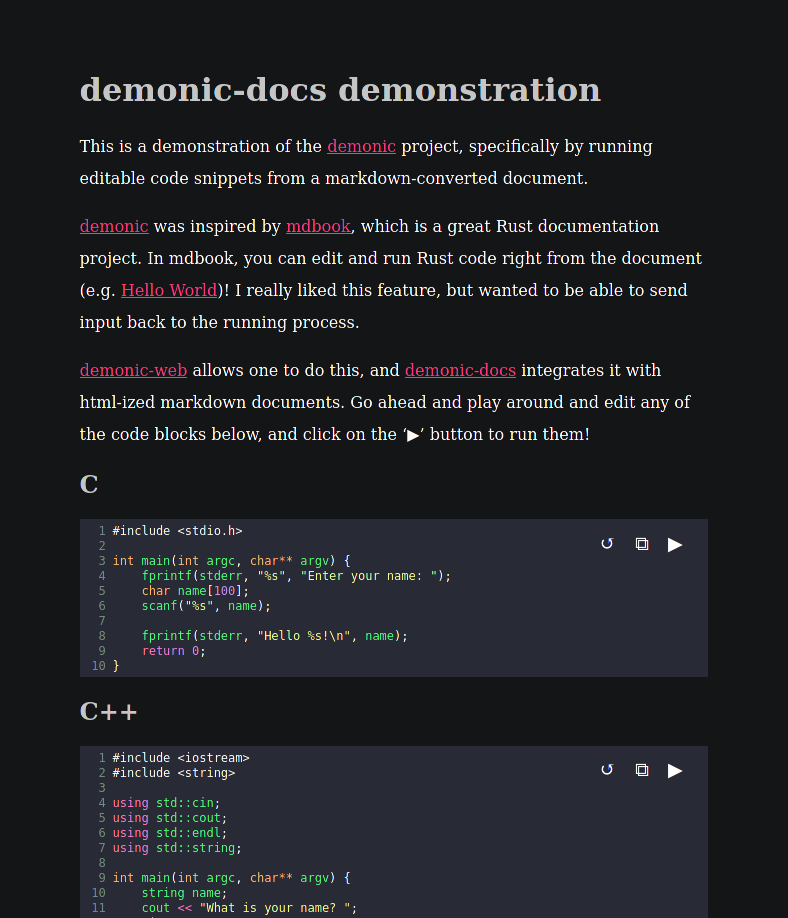 demonic-docs demonstration
This is a demonstration of the demonic project, specifically by running
editable code snippets from a markdown-converted document.
demonic was inspired by mdbook, which is a great Rust documentation
project. In mdbook, you can edit and run Rust code right from the document
(e.g. Hello World)! I really liked this feature, but wanted to be able to send
input back to the running process.
demonic-web allows one to do this, and demonic-docs integrates it with
html-ized markdown documents. Go ahead and play around and edit any of
the code blocks below, and click on the ‘▶’ button to run them!
C
1 #include <stdio.h>
2
3 int main(int argc, char** argv) {
4     fprintf(stderr, "%s", "Enter your name: ");
5     char name[100];
6     scanf("%s", name);
7
8     fprintf(stderr, "Hello %s!\n", name);
9     return 0;
10 }
C++
1 #include <iostream>
2 #include <string>
3
4 using std::cin;
5 using std::cout;
6 using std::endl;
7 using std::string;
8
9 int main(int argc, char** argv) {
10     string name;
11     cout << "What is your name? ";